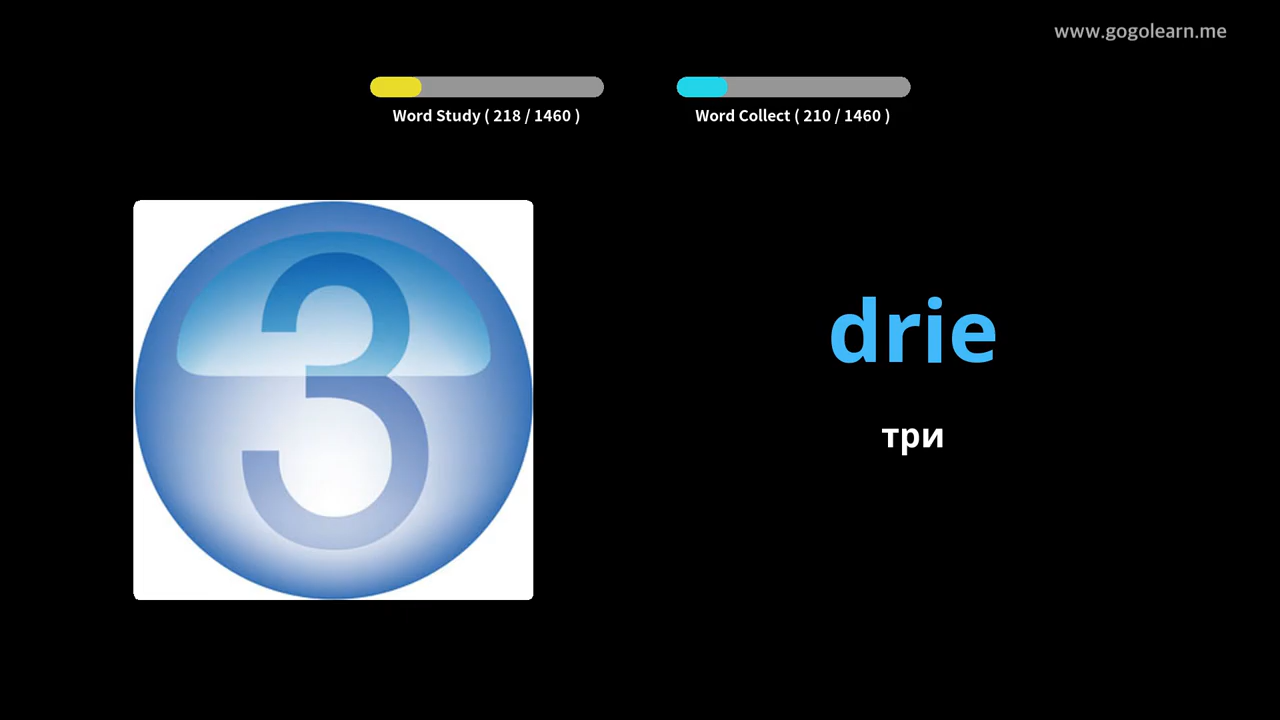 www.gogolearn.me
Word Study ( 218 / 1460 )
Word Collect ( 210 / 1460 )
3
drie
три